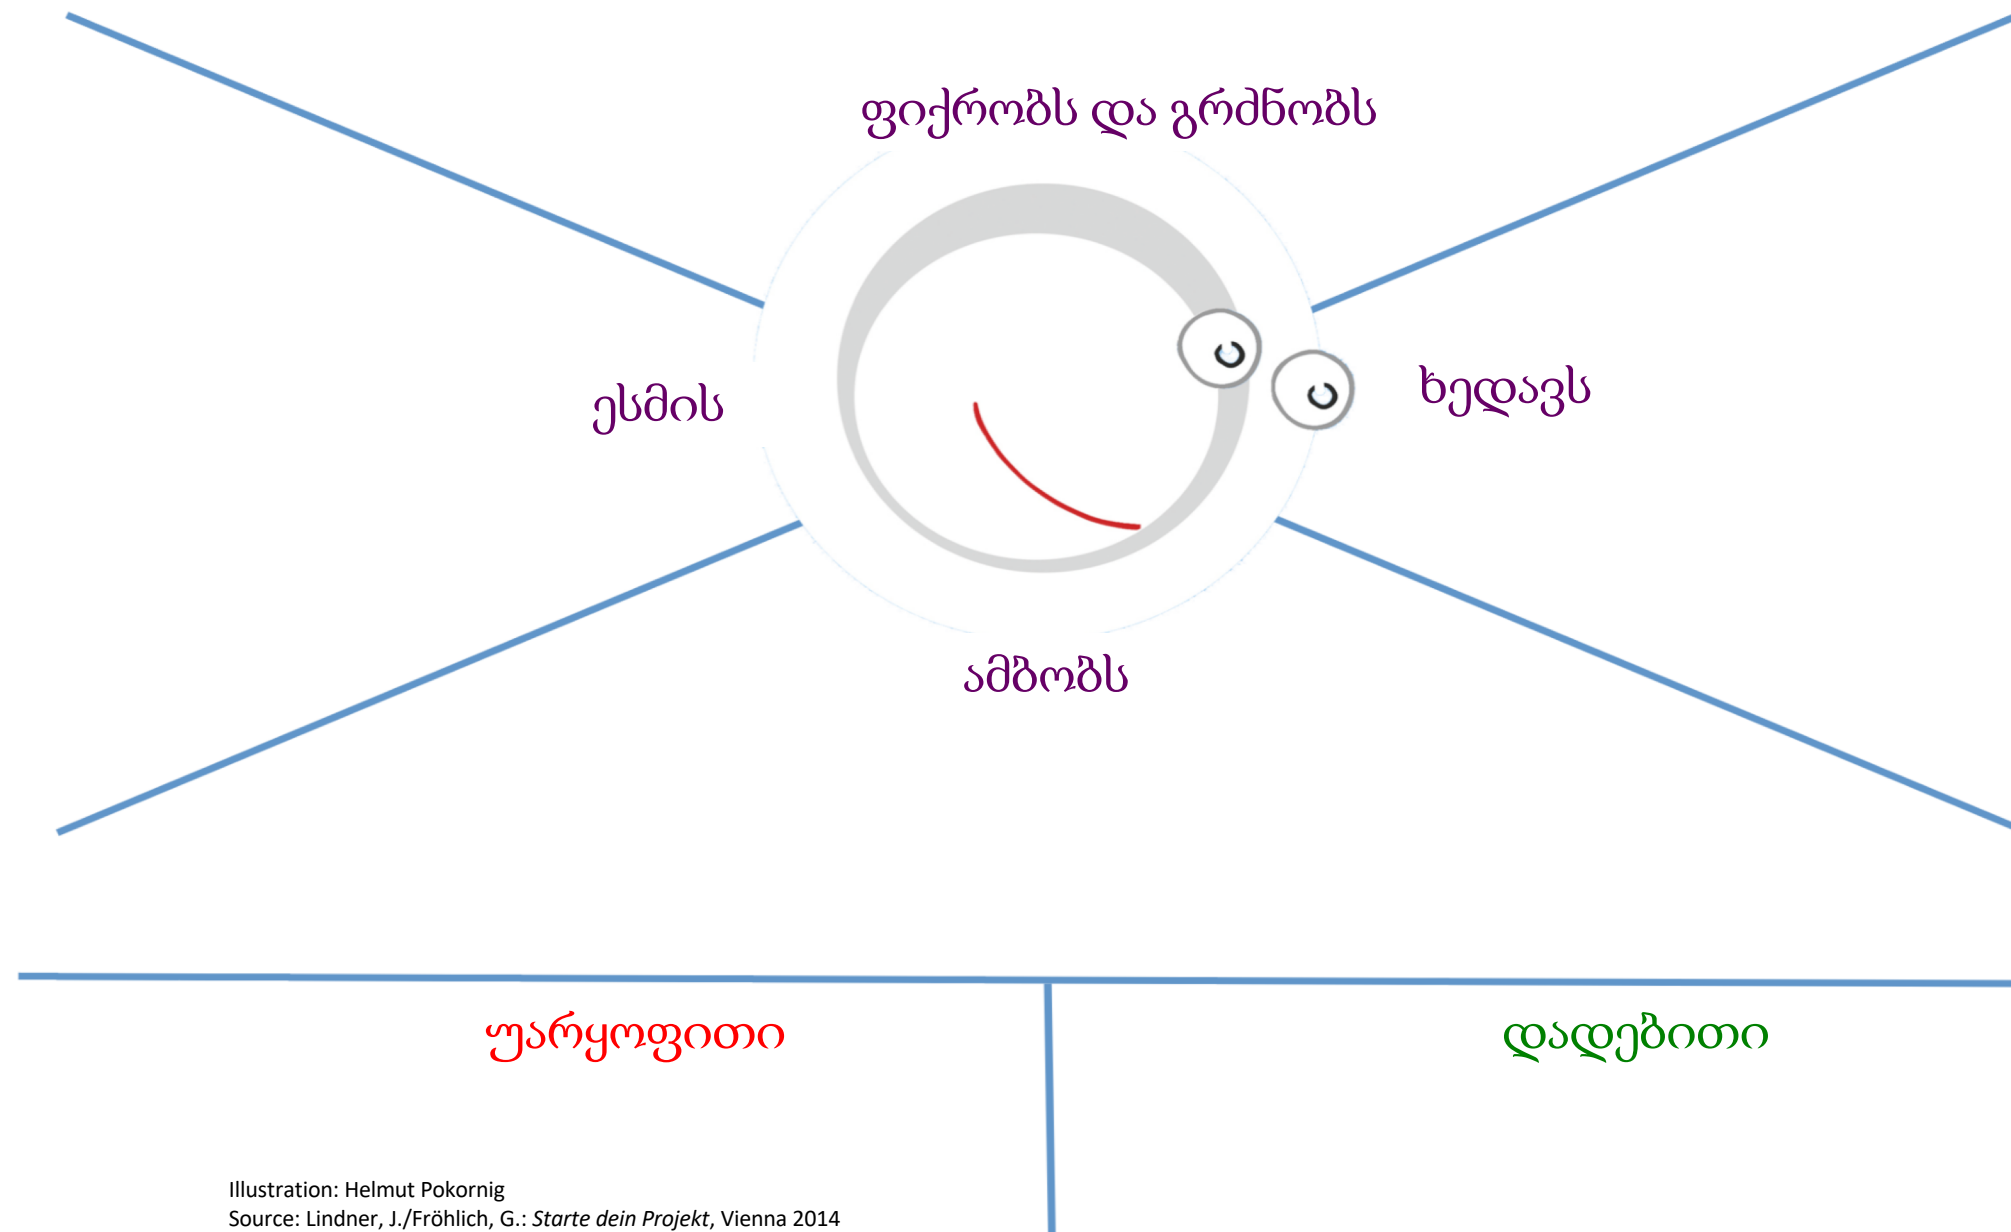 ფიქრობს და გრძნობს
ესმის
ხედავს
ამბობს
უარყოფითი
დადებითი
Illustration: Helmut Pokornig
Source: Lindner, J./Fröhlich, G.: Starte dein Projekt, Vienna 2014